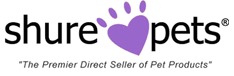 shure pets®
"The Premier Direct Seller of Pet Products"